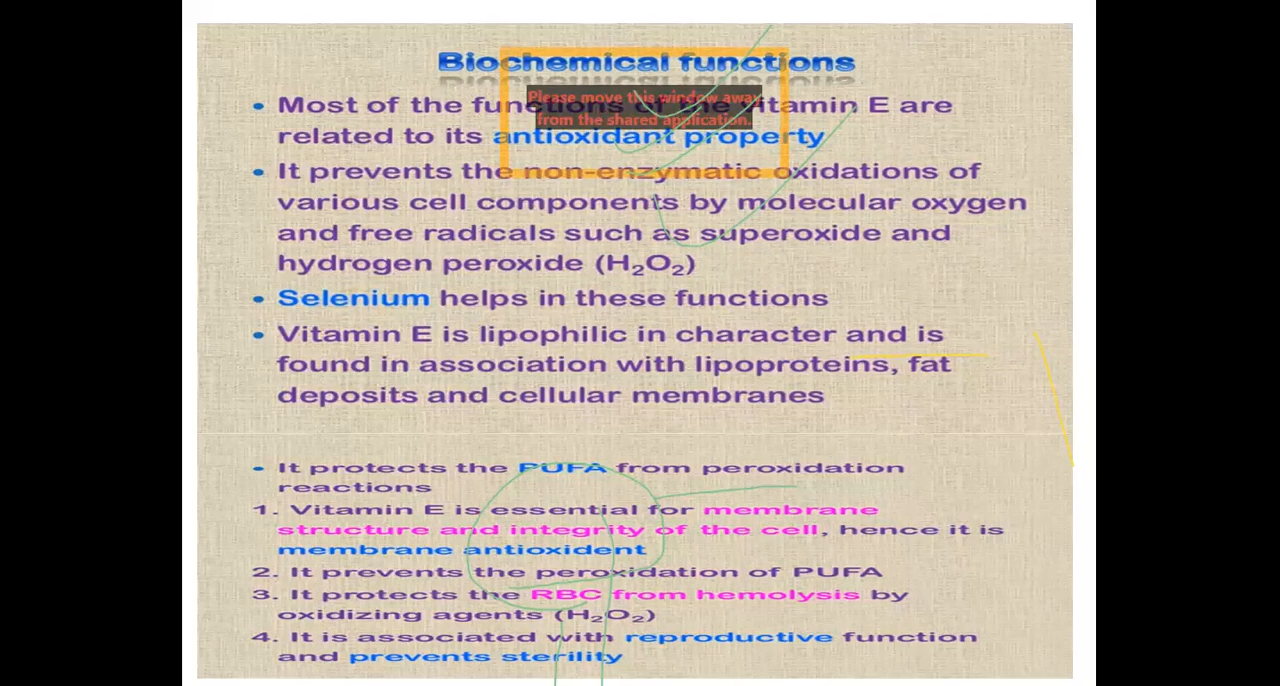 Biochemical functions
• Most of the functions of the vitamin E are
Please move this window away
from the shared application.
related to its antioxidant property
• It prevents the non-enzymatic oxidations of
various cell components by molecular oxygen
and free radicals such as superoxide and
hydrogen peroxide (H₂O₂)
• Selenium helps in these functions
• Vitamin E is lipophilic in character and is
found in association with lipoproteins, fat
deposits and cellular membranes
• It protects the PUFA from peroxidation
reactions
1. Vitamin E is essential for membrane
structure and integrity of the cell, hence it is
membrane antioxident
2. It prevents the peroxidation of PUFA
3. It protects the RBC from hemolysis by
oxidizing agents (H₂O₂)
4. It is associated with reproductive function
and prevents sterility